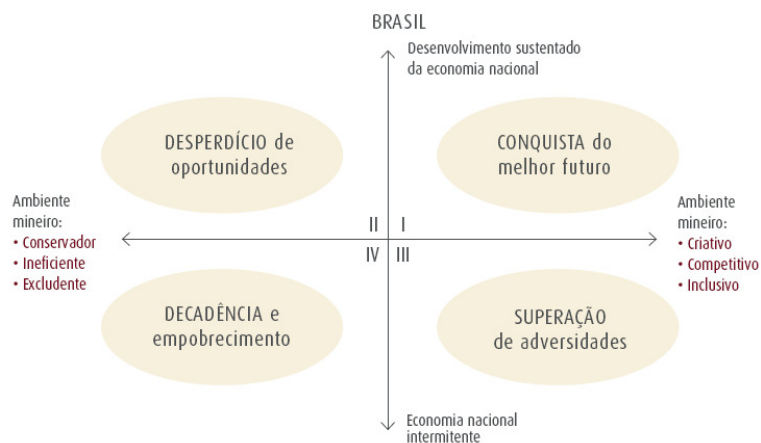 BRASIL
Desenvolvimento sustentado
da economia nacional
DESPERDÍCIO de
oportunidades
CONQUISTA do
melhor futuro
Ambiente
mineiro:
• Conservador
• Ineficiente
• Excludente
II I
IV III
Ambiente
mineiro:
• Criativo
• Competitivo
• Inclusivo
DECADÊNCIA e
empobrecimento
SUPERAÇÃO
de adversidades
Economia nacional
intermitente